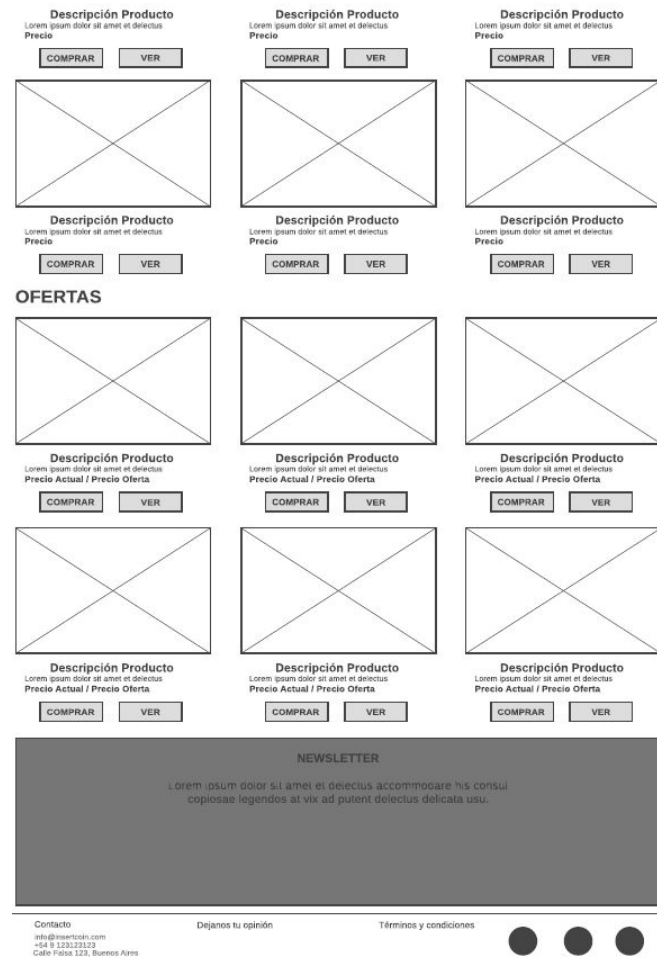 Descripción Producto Descripción Producto Descripción Producto
Lorem ipsum dolor sit amet et delectus Lorem ipsum dolor sit amet et delectus Lorem ipsum dolor sit amet et delectus
Precio Precio Precio
COMPRAR VER COMPRAR VER COMPRAR VER
Descripción Producto Descripción Producto Descripción Producto
Lorem ipsum dolor sit amet et delectus Lorem ipsum dolor sit amet et delectus Lorem ipsum dolor sit amet et delectus
Precio Precio Precio
COMPRAR VER COMPRAR VER COMPRAR VER
OFERTAS
Descripción Producto Descripción Producto Descripción Producto
Lorem ipsum dolor sit amet et delectus Lorem ipsum dolor sit amet et delectus Lorem ipsum dolor sit amet et delectus
Precio Actual / Precio Oferta Precio Actual / Precio Oferta Precio Actual / Precio Oferta
COMPRAR VER COMPRAR VER COMPRAR VER
Descripción Producto Descripción Producto Descripción Producto
Lorem ipsum dolor sit amet et delectus Lorem ipsum dolor sit amet et delectus Lorem ipsum dolor sit amet et delectus
Precio Actual / Precio Oferta Precio Actual / Precio Oferta Precio Actual / Precio Oferta
COMPRAR VER COMPRAR VER COMPRAR VER
NEWSLETTER
Lorem ipsum dolor sit amet et delectus accommodare his consul
copiosae legendos at vix ad putent delectus delicata usu.
Contacto Dejanos tu opinión Términos y condiciones
info@insertcoin.com
+54 9 123123123
Calle Falsa 123, Buenos Aires